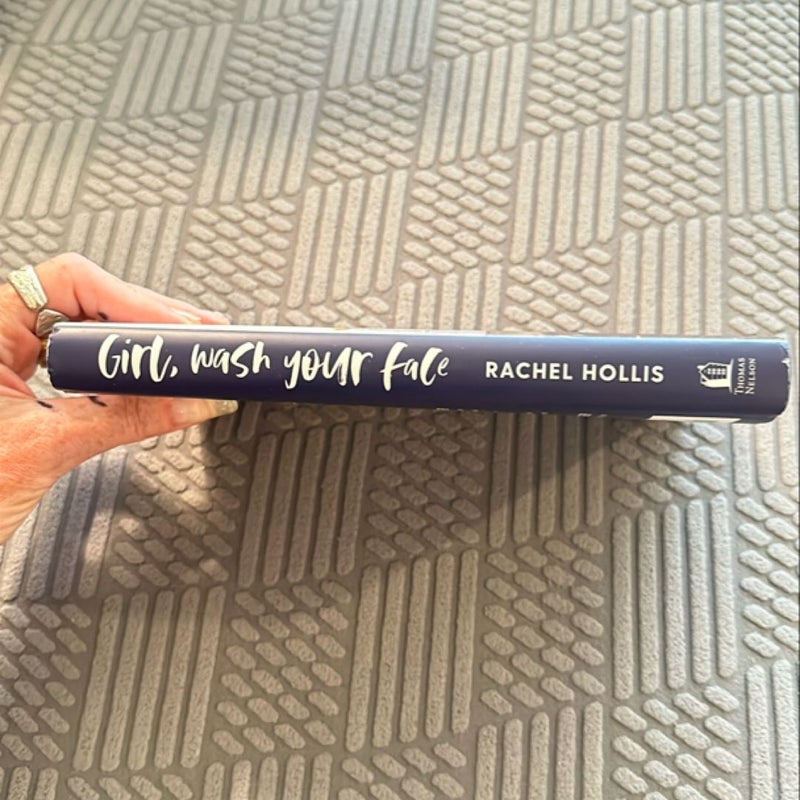 Girl, wash your face
RACHEL HOLLIS
THOMAS
NELSON